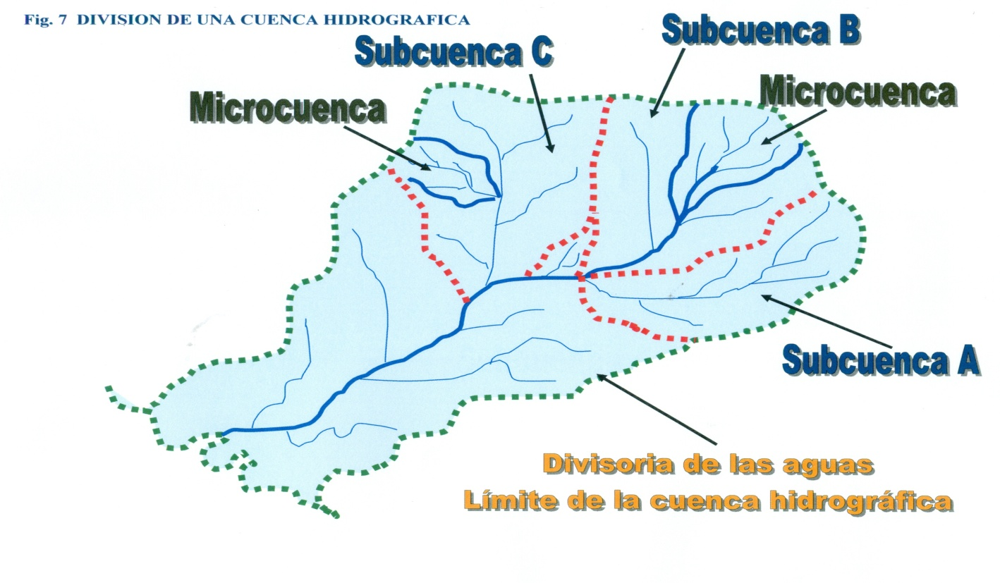 Fig. 7 DIVISION DE UNA CUENCA HIDROGRAFICA
Subcuenca B
Subcuenca C
Microcuenca
Microcuenca
Subcuenca A
Divisoria de las aguas
Límite de la cuenca hidrográfica